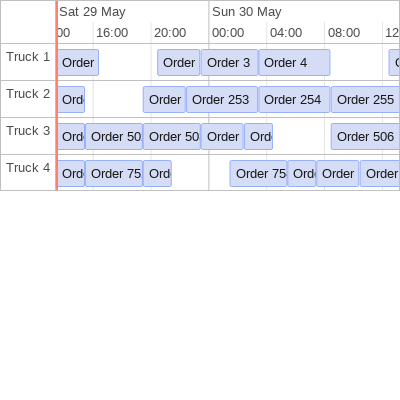 Sat 29 May Sun 30 May
00 16:00 20:00 00:00 04:00 08:00 12
Truck 1 Order Order Order 3 Order 4
Truck 2 Ord Order Order 253 Order 254 Order 255
Truck 3 Ord Order 50 Order 50 Order Ord Order 506
Truck 4 Ord Order 75 Ord Order 75 Ord Order Order